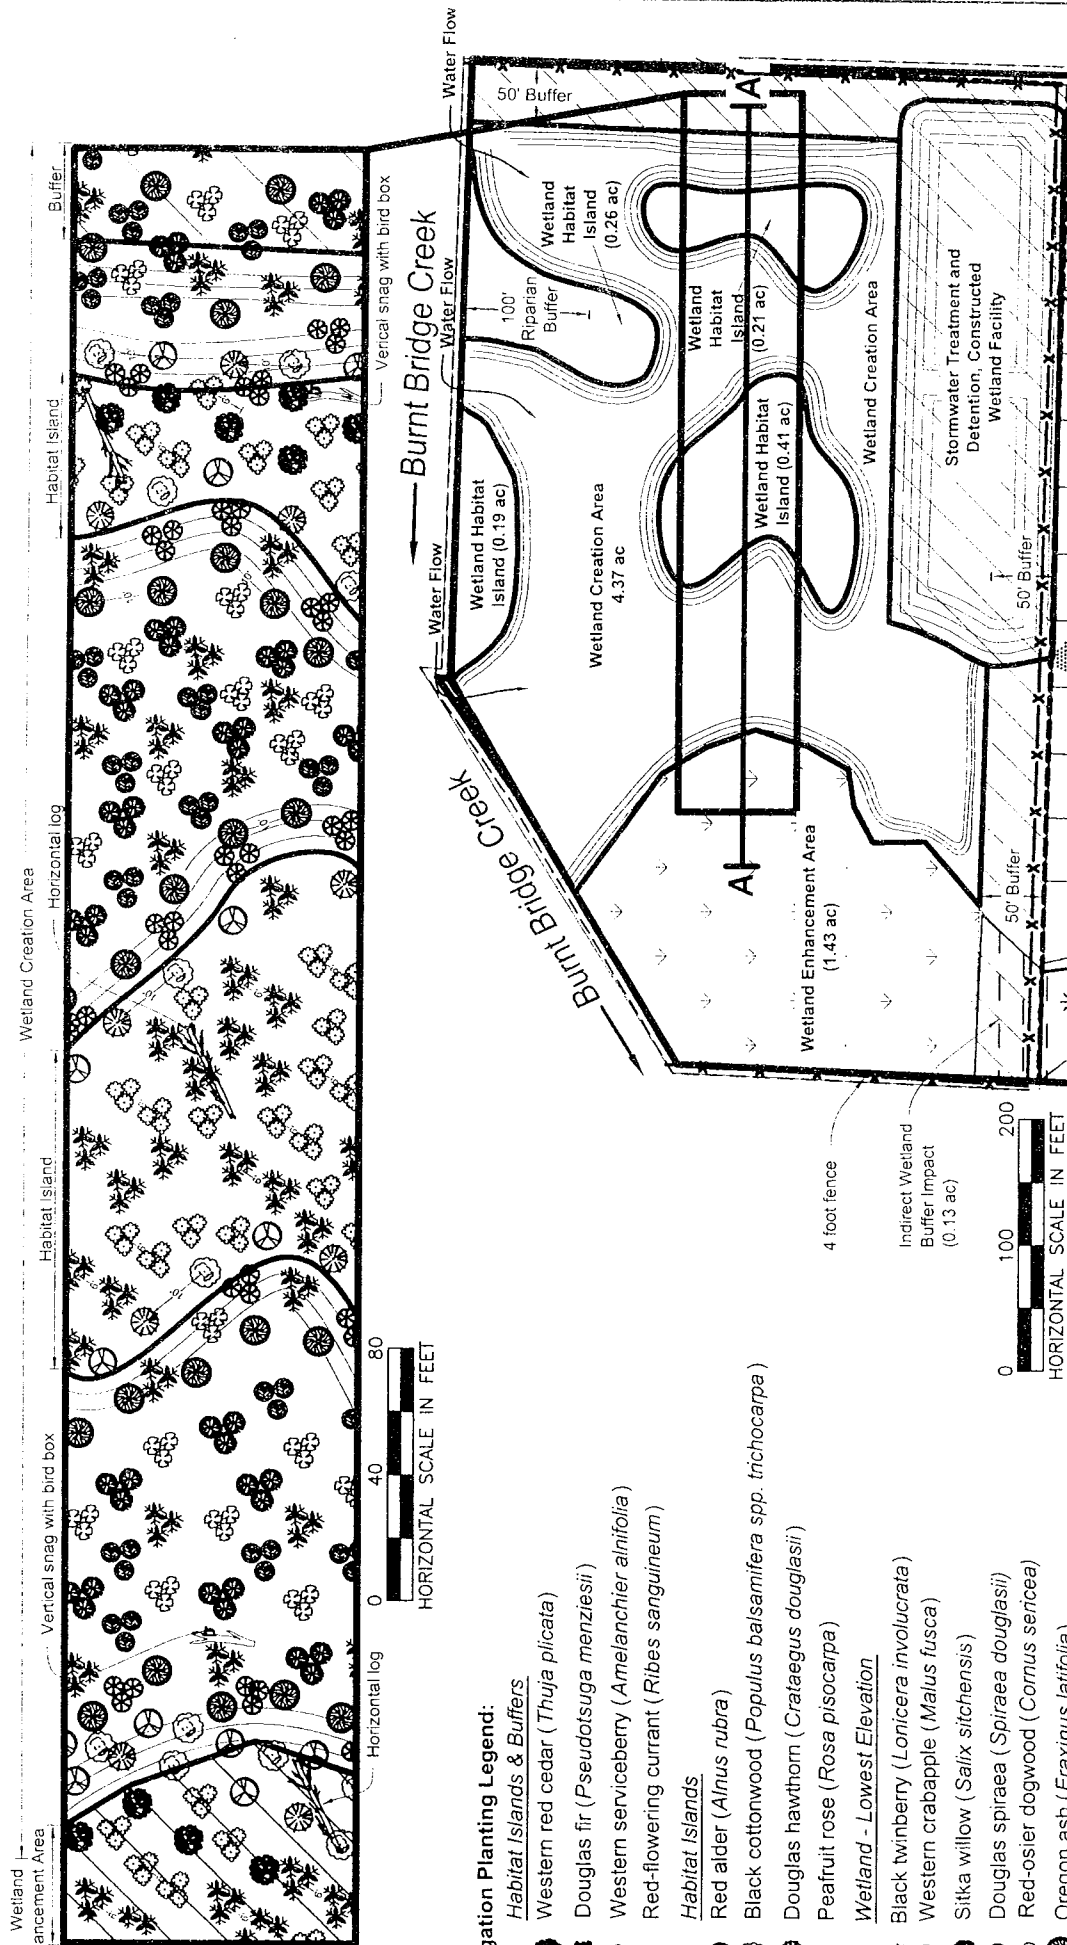 Wetland
ancement Area
Wetland Creation Area
Vertical snag with bird box
Habitat Island
Horizontal log
Habitat Island
Buffer
Horizontal log
Verical snag with bird box
0 40 80
HORIZONTAL SCALE IN FEET
gation Planting Legend:
Habitat Islands & Buffers
Western red cedar (Thuja plicata)
Douglas fir (Pseudotsuga menziesii)
Western serviceberry (Amelanchier alnifolia)
Red-flowering currant (Ribes sanguineum)
Habitat Islands
Red alder (Alnus rubra)
Black cottonwood (Populus balsamifera spp. trichocarpa)
Douglas hawthorn (Crataegus douglasii)
Peafruit rose (Rosa pisocarpa)
Wetland - Lowest Elevation
Black twinberry (Lonicera involucrata)
Western crabapple (Malus fusca)
Sitka willow (Salix sitchensis)
Douglas spiraea (Spiraea douglasii)
Red-osier dogwood (Cornus sericea)
Oregon ash (Fraxinus latifolia)
Burnt Bridge Creek
Burnt Bridge Creek
Water Flow
Water Flow
Water Flow
50' Buffer
Wetland Habitat
Island (0.19 ac)
100'
Riparian
Buffer
Wetland
Habitat
Island
(0.26 ac)
Wetland Creation Area
4.37 ac
Wetland
Habitat
Island
(0.21 ac)
Wetland Habitat
Island (0.41 ac)
A
A
Wetland Creation Area
Wetland Enhancement Area
(1.43 ac)
Stormwater Treatment and
Detention, Constructed
Wetland Facility
50' Buffer
50' Buffer
4 foot fence
Indirect Wetland
Buffer Impact
(0.13 ac)
0 100 200
HORIZONTAL SCALE IN FEET